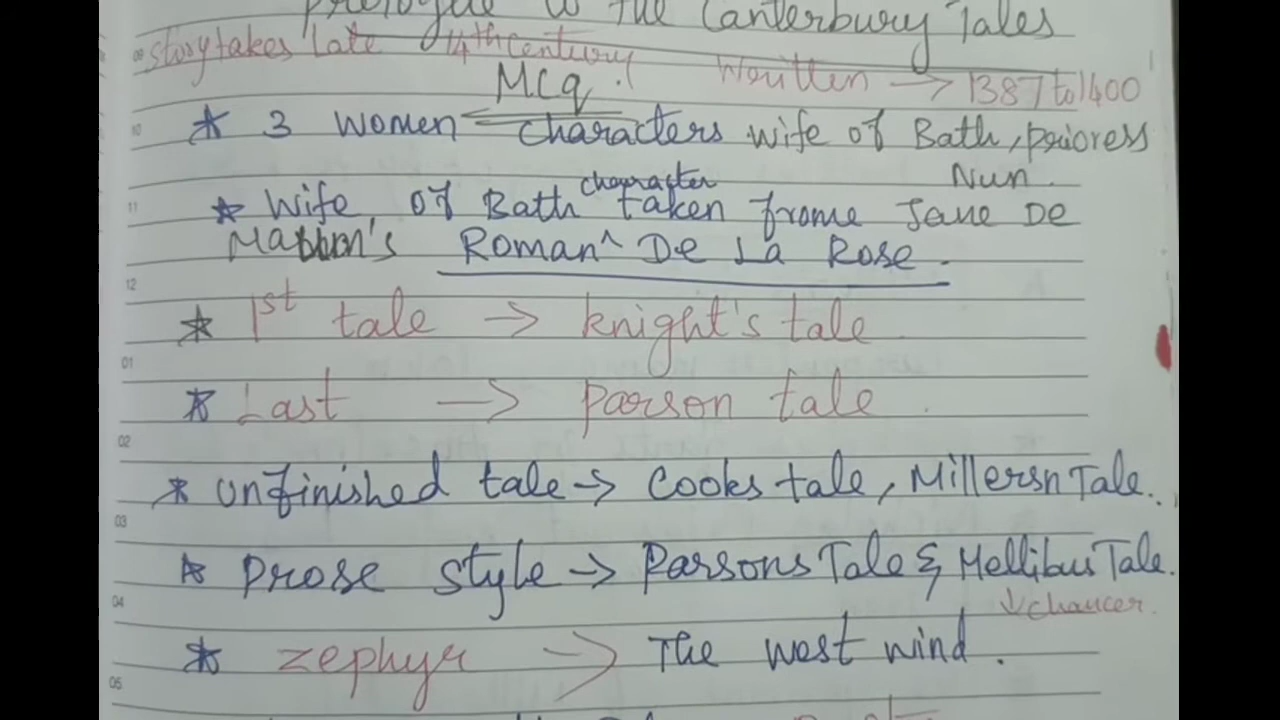 Prologue to the Canterbury Tales
Story takes Late 14th century Written → 1387 to 1400
MCQ
* 3 women characters wife of Bath, prioress
Nun.
character
* Wife, of Bath ^ taken frome Jane De
Roman De La Rose.
* 1st tale → knight's tale
* Last → Parson tale.
* unfinished tale → Cooks tale, Millersn Tale.
* Prose style → Parsons Tale & Mellibus Tale.
↓ chaucer.
* zephyr → The west wind.